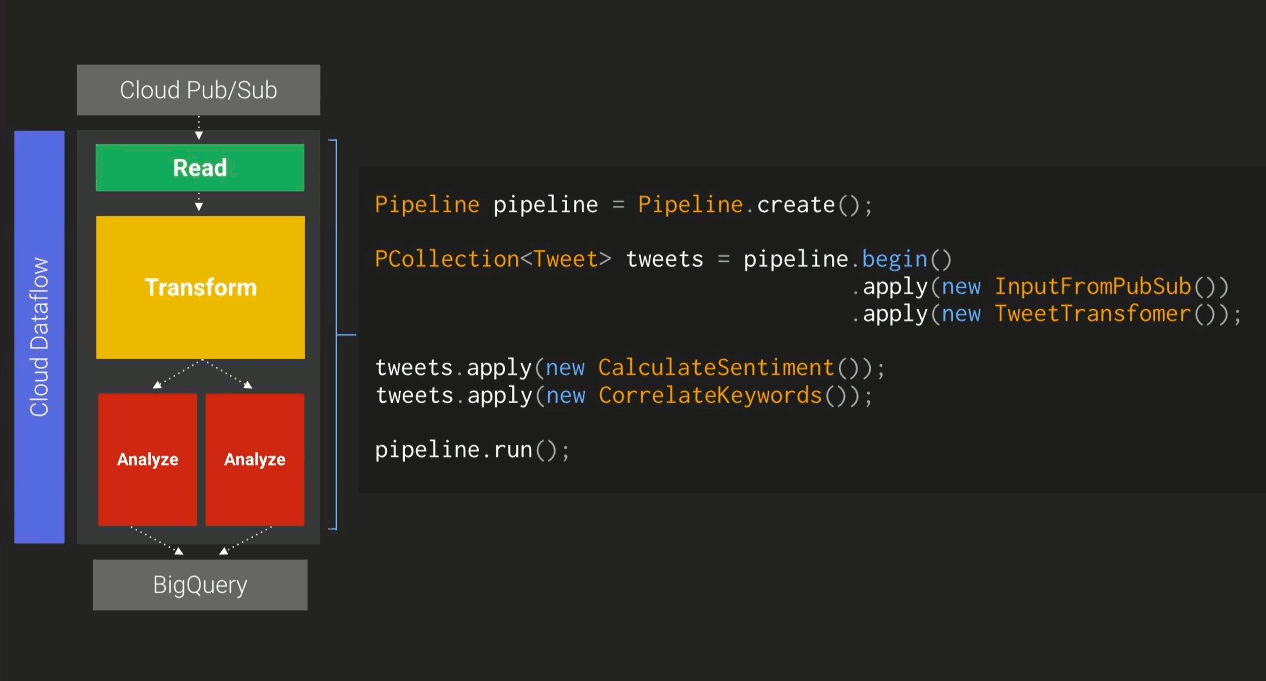 Cloud Pub/Sub
Cloud Dataflow
Read
Transform
Analyze
Analyze
BigQuery
Pipeline pipeline = Pipeline.create();
PCollection<Tweet> tweets = pipeline.begin()
.apply(new InputFromPubSub())
.apply(new TweetTransfomer());
tweets.apply(new CalculateSentiment());
tweets.apply(new CorrelateKeywords());
pipeline.run();